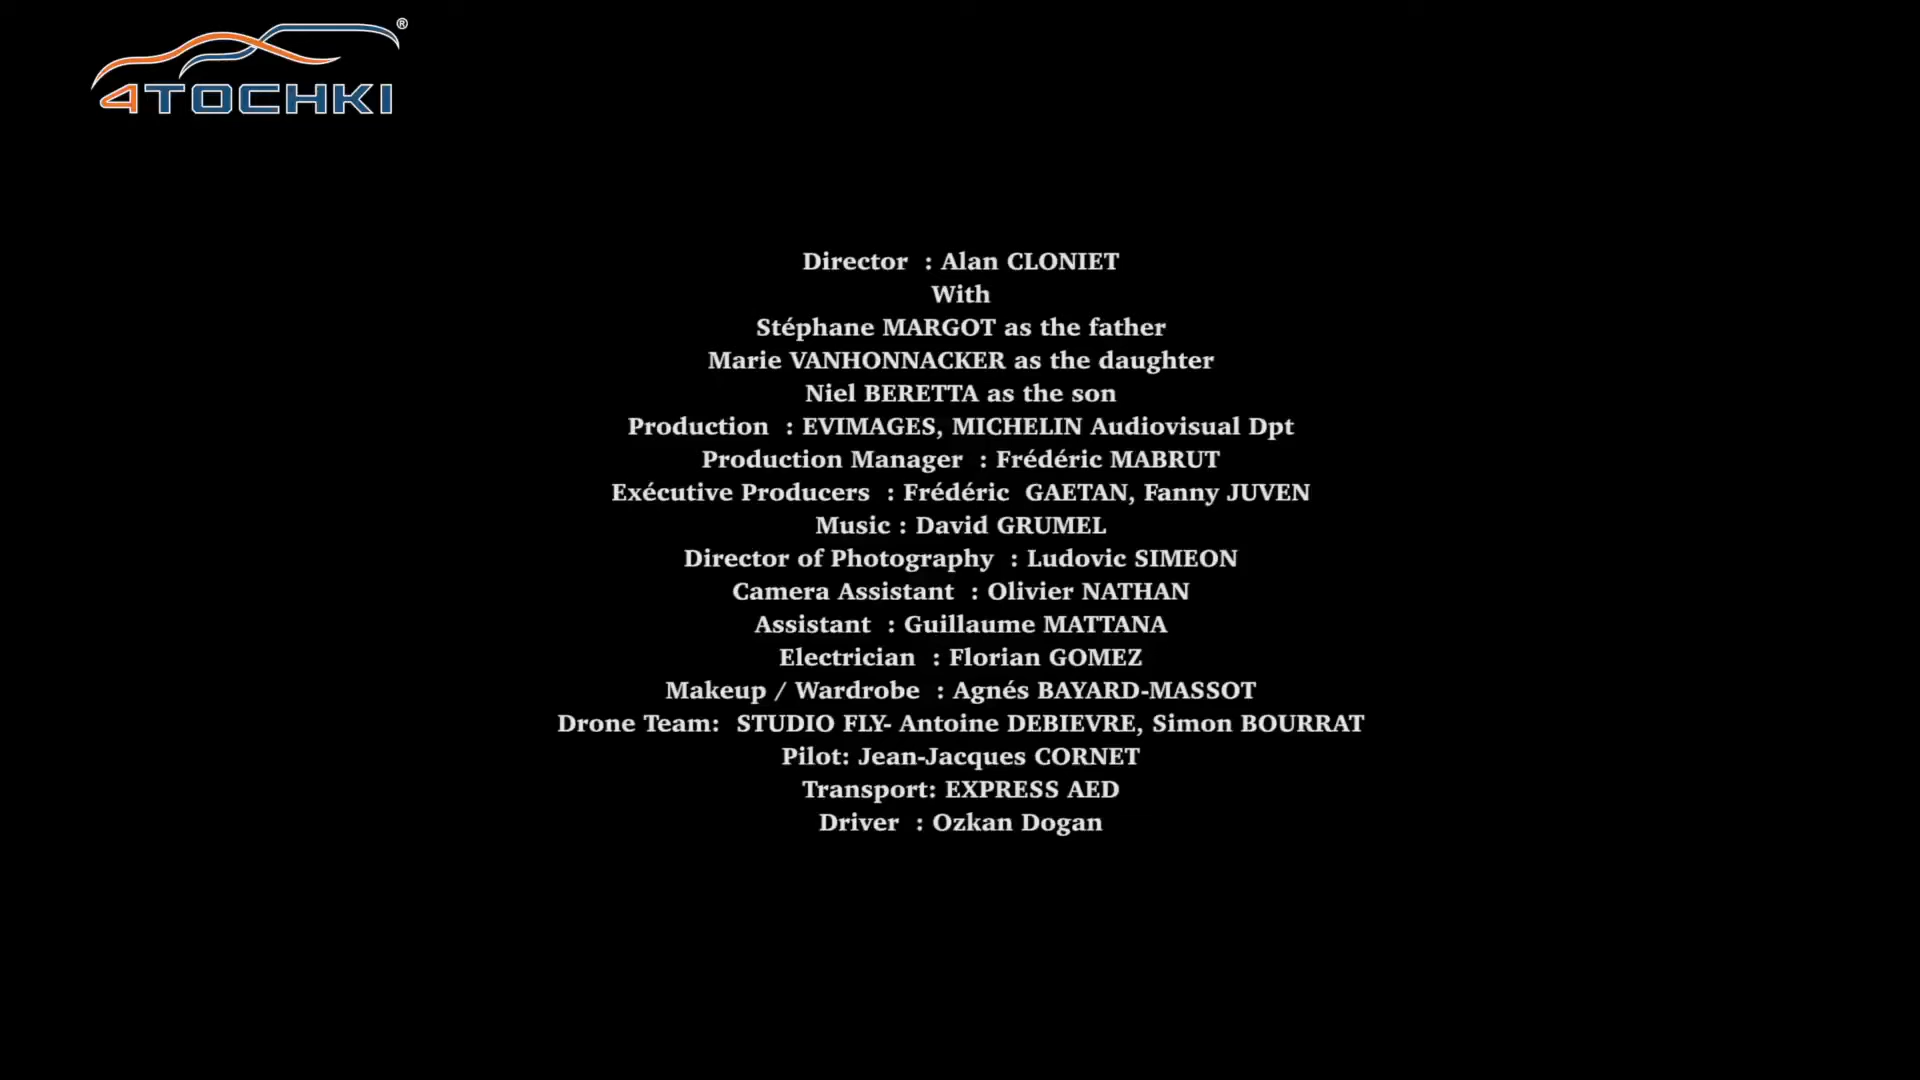 4TOCHKI®
Director : Alan CLONIET
With
Stéphane MARGOT as the father
Marie VANHONNACKER as the daughter
Niel BERETTA as the son
Production : EVIMAGES, MICHELIN Audiovisual Dpt
Production Manager : Frédéric MABRUT
Exécutive Producers : Frédéric GAETAN, Fanny JUVEN
Music : David GRUMEL
Director of Photography : Ludovic SIMEON
Camera Assistant : Olivier NATHAN
Assistant : Guillaume MATTANA
Electrician : Florian GOMEZ
Makeup / Wardrobe : Agnés BAYARD-MASSOT
Drone Team: STUDIO FLY- Antoine DEBIEVRE, Simon BOURRAT
Pilot: Jean-Jacques CORNET
Transport: EXPRESS AED
Driver : Ozkan Dogan